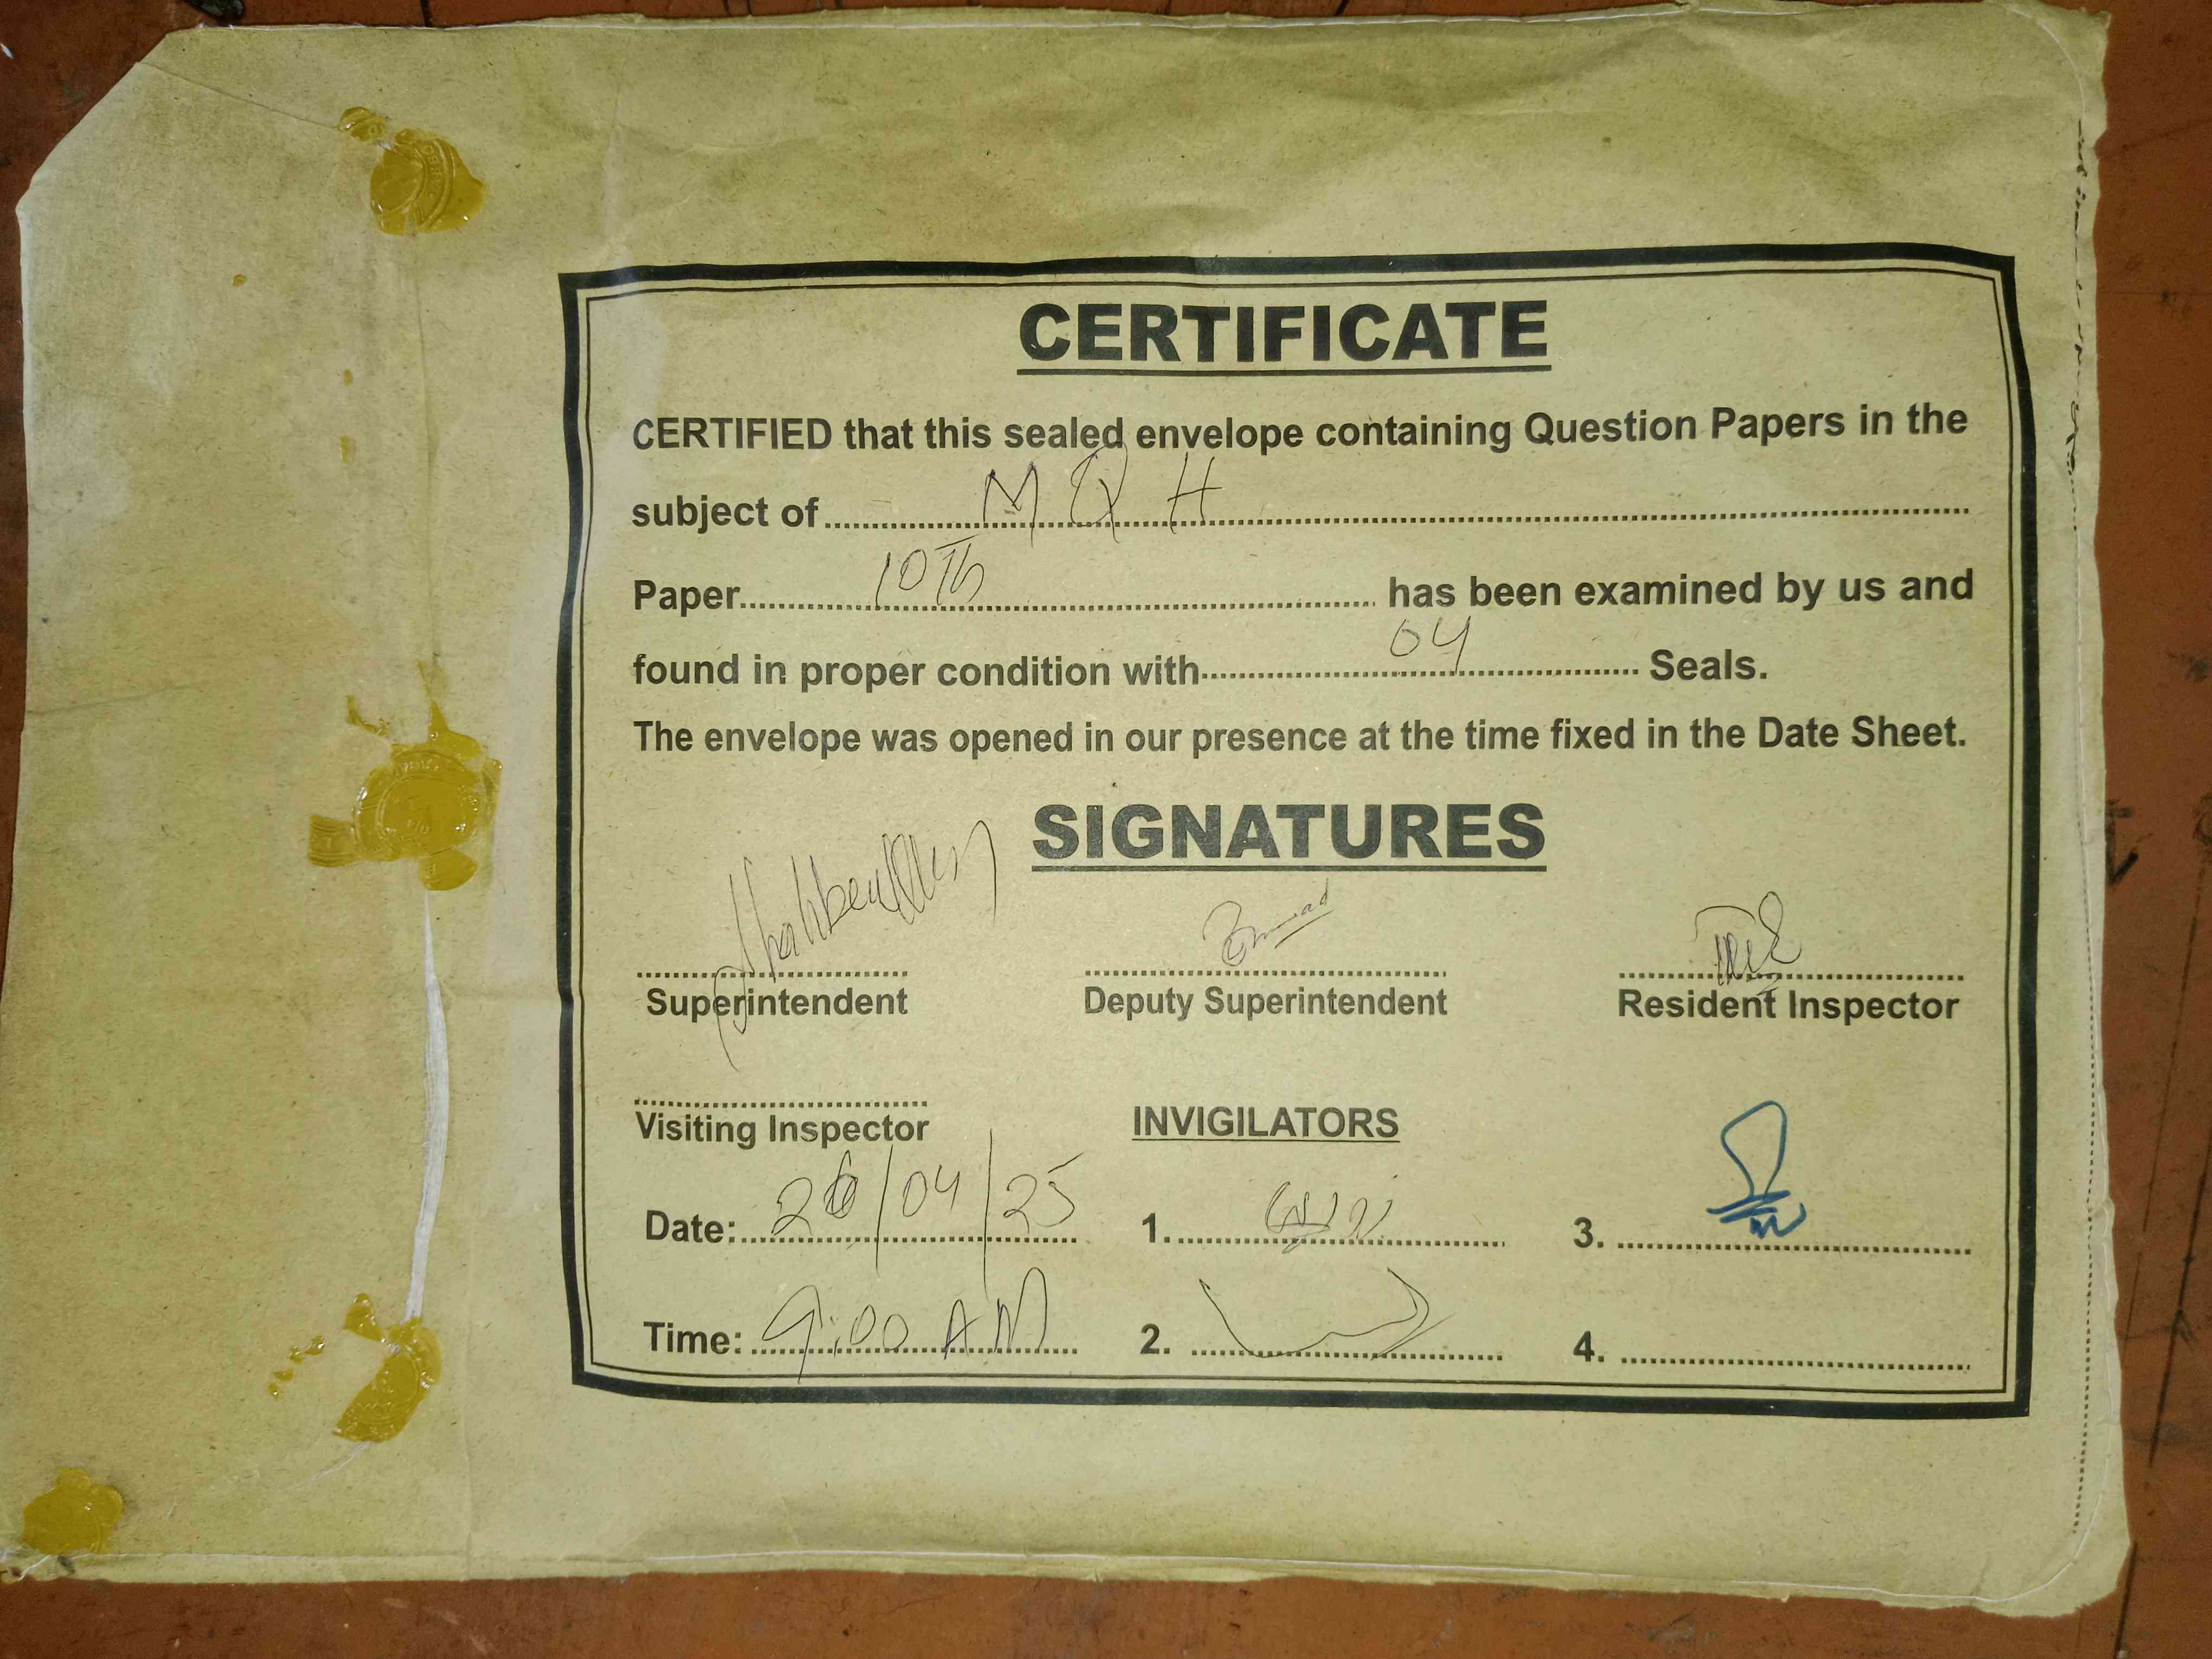 CERTIFICATE
CERTIFIED that this sealed envelope containing Question Papers in the
subject of M Q H
Paper 10Th has been examined by us and
found in proper condition with 04 Seals.
The envelope was opened in our presence at the time fixed in the Date Sheet.
SIGNATURES
Superintendent Deputy Superintendent Resident Inspector
Visiting Inspector INVIGILATORS
Date: 26/04/25 1. 3.
Time: 9:00 AM 2. 4.